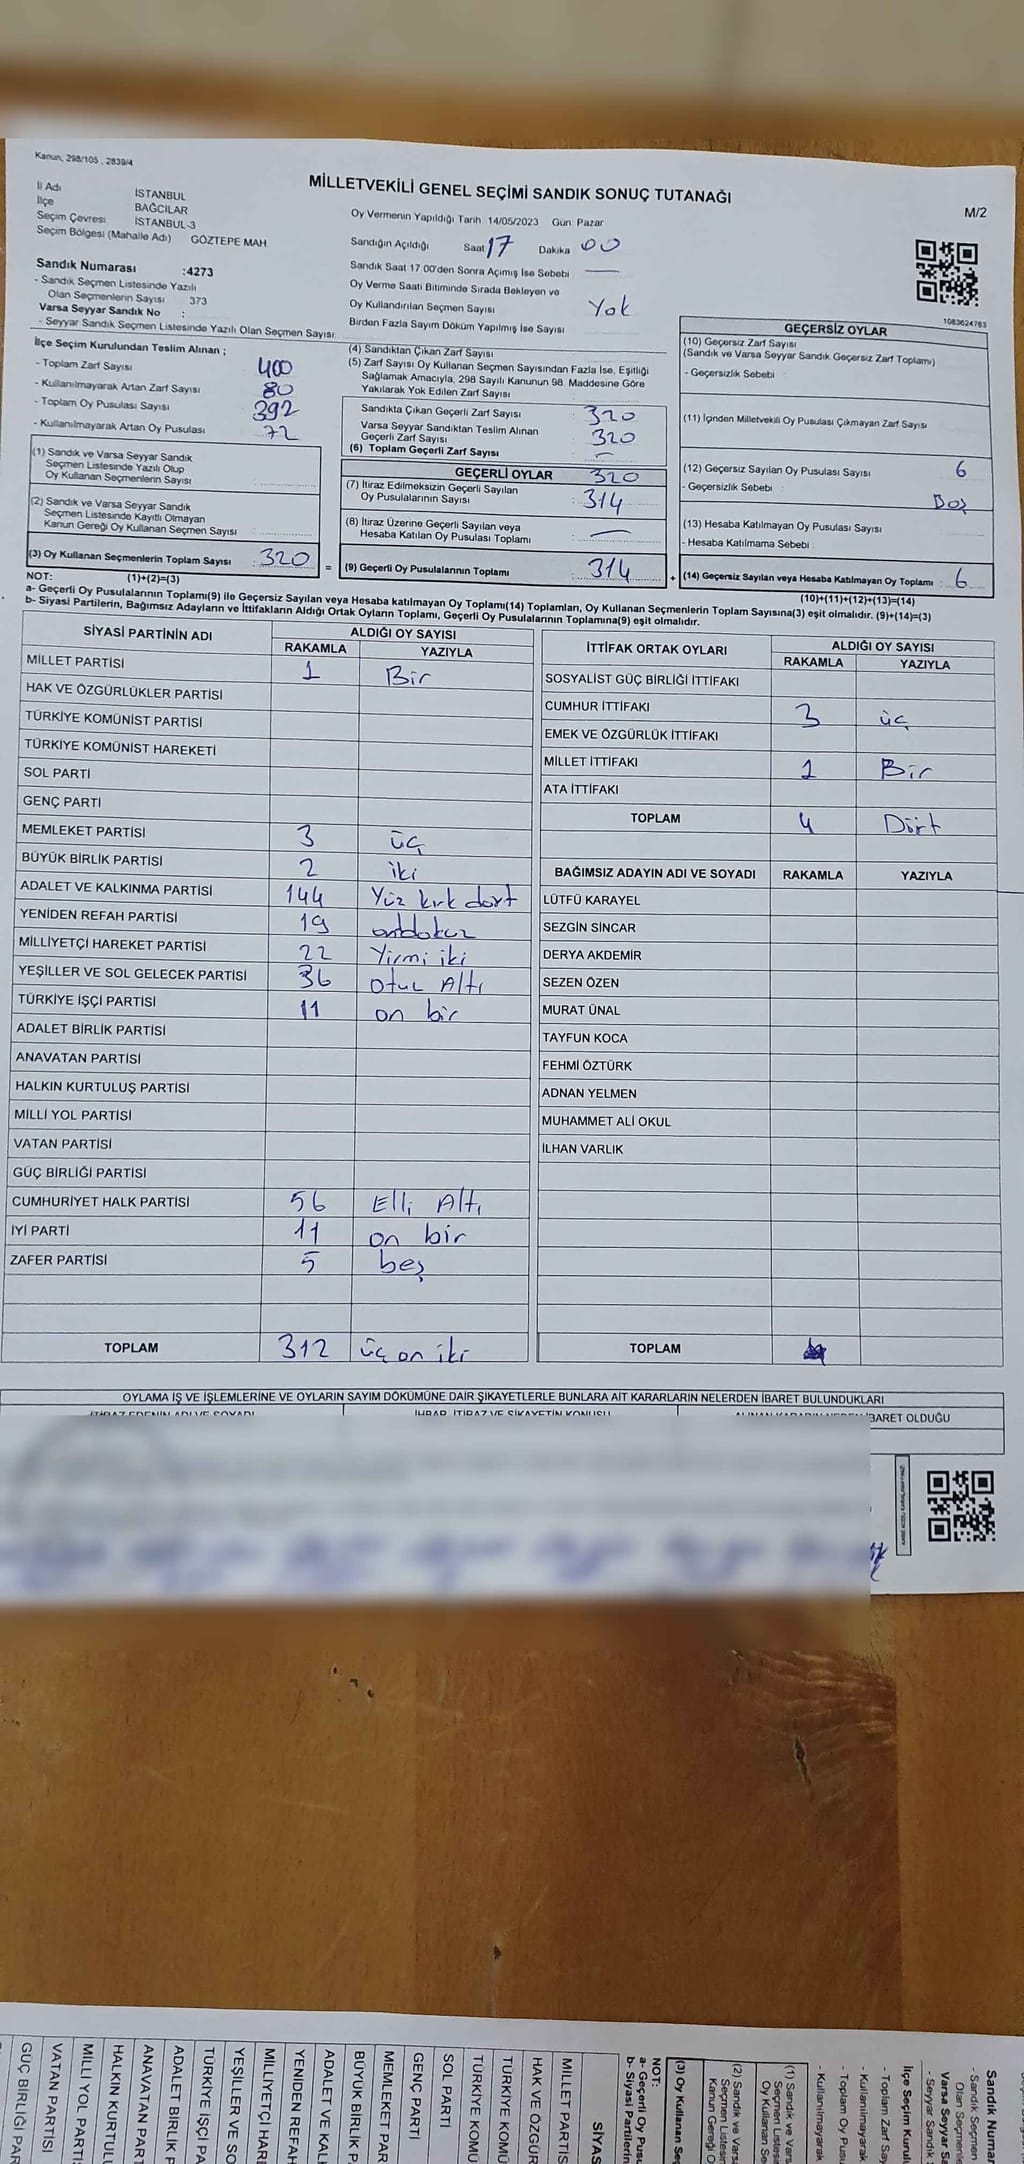 Kanun, 298/105 , 2839/4
MİLLETVEKİLİ GENEL SEÇİMİ SANDIK SONUÇ TUTANAĞI
M/2
İl Adı İSTANBUL
İlçe BAĞCILAR
Seçim Çevresi İSTANBUL-3
Seçim Bölgesi (Mahalle Adı) GÖZTEPE MAH
Oy Vermenin Yapıldığı Tarih 14/05/2023 Gün Pazar
Sandığın Açıldığı Saat 17 Dakika 00
Sandık Saat 17 00'den Sonra Açımış İse Sebebi —
Oy Verme Saati Bitiminde Sırada Bekleyen ve
Oy Kullandırılan Seçmen Sayısı Yok
Birden Fazla Sayım Döküm Yapılmış İse Sayısı
Sandık Numarası :4273
- Sandık Seçmen Listesinde Yazılı
Olan Seçmenlerin Sayısı 373
Varsa Seyyar Sandık No :
- Seyyar Sandık Seçmen Listesinde Yazılı Olan Seçmen Sayısı:
İlçe Seçim Kurulundan Teslim Alınan ;
- Toplam Zarf Sayısı 400
- Kullanılmayarak Artan Zarf Sayısı 80
- Toplam Oy Pusulası Sayısı 392
- Kullanılmayarak Artan Oy Pusulası 72
(1) Sandık ve Varsa Seyyar Sandık
Seçmen Listesinde Yazılı Olup
Oy Kullanan Seçmenlerin Sayısı
(2) Sandık ve Varsa Seyyar Sandık
Seçmen Listesinde Kayıtlı Olmayan
Kanun Gereği Oy Kullanan Seçmen Sayısı
(3) Oy Kullanan Seçmenlerin Toplam Sayısı 320
(1)+(2)=(3)
(4) Sandıktan Çıkan Zarf Sayısı
(5) Zarf Sayısı Oy Kullanan Seçmen Sayısından Fazla İse, Eşitliği
Sağlamak Amacıyla, 298 Sayılı Kanunun 98. Maddesine Göre
Yakılarak Yok Edilen Zarf Sayısı
Sandıkta Çıkan Geçerli Zarf Sayısı 320
Varsa Seyyar Sandıktan Teslim Alınan
Geçerli Zarf Sayısı 320
(6) Toplam Geçerli Zarf Sayısı —
GEÇERLİ OYLAR 320
(7) İtiraz Edilmeksizin Geçerli Sayılan
Oy Pusulalarının Sayısı 314
(8) İtiraz Üzerine Geçerli Sayılan veya
Hesaba Katılan Oy Pusulası Toplamı —
= (9) Geçerli Oy Pusulalarının Toplamı 314
1083624783
GEÇERSİZ OYLAR
(10) Geçersiz Zarf Sayısı
(Sandık ve Varsa Seyyar Sandık Geçersiz Zarf Toplamı)
- Geçersizlik Sebebi
(11) İçinden Milletvekili Oy Pusulası Çıkmayan Zarf Sayısı
(12) Geçersiz Sayılan Oy Pusulası Sayısı 6
- Geçersizlik Sebebi : Boş
(13) Hesaba Katılmayan Oy Pusulası Sayısı
- Hesaba Katılmama Sebebi
+ (14) Geçersiz Sayılan veya Hesaba Katılmayan Oy Toplamı : 6
(10)+(11)+(12)+(13)=(14)
NOT:
a- Geçerli Oy Pusulalarının Toplamı(9) ile Geçersiz Sayılan veya Hesaba katılmayan Oy Toplamı(14) Toplamları, Oy Kullanan Seçmenlerin Toplam Sayısına(3) eşit olmalıdır. (9)+(14)=(3)
b- Siyasi Partilerin, Bağımsız Adayların ve İttifakların Aldığı Ortak Oyların Toplamı, Geçerli Oy Pusulalarının Toplamına(9) eşit olmalıdır.
SİYASİ PARTİNİN ADI ALDIĞI OY SAYISI
RAKAMLA YAZIYLA
MİLLET PARTİSİ 1 Bir
HAK VE ÖZGÜRLÜKLER PARTİSİ
TÜRKİYE KOMÜNİST PARTİSİ
TÜRKİYE KOMÜNİST HAREKETİ
SOL PARTİ
GENÇ PARTİ
MEMLEKET PARTİSİ 3 üç
BÜYÜK BİRLİK PARTİSİ 2 iki
ADALET VE KALKINMA PARTİSİ 144 Yüz kırk dört
YENİDEN REFAH PARTİSİ 19 ondokuz
MİLLİYETÇİ HAREKET PARTİSİ 22 Yirmi iki
YEŞİLLER VE SOL GELECEK PARTİSİ 36 Otuz Altı
TÜRKİYE İŞÇİ PARTİSİ 11 on bir
ADALET BİRLİK PARTİSİ
ANAVATAN PARTİSİ
HALKIN KURTULUŞ PARTİSİ
MİLLİ YOL PARTİSİ
VATAN PARTİSİ
GÜÇ BİRLİĞİ PARTİSİ
CUMHURİYET HALK PARTİSİ 56 Elli Altı
İYİ PARTİ 11 on bir
ZAFER PARTİSİ 5 beş
TOPLAM 312 üç on iki
İTTİFAK ORTAK OYLARI ALDIĞI OY SAYISI
RAKAMLA YAZIYLA
SOSYALİST GÜÇ BİRLİĞİ İTTİFAKI
CUMHUR İTTİFAKI 3 üç
EMEK VE ÖZGÜRLÜK İTTİFAKI
MİLLET İTTİFAKI 1 Bir
ATA İTTİFAKI
TOPLAM 4 Dört
BAĞIMSIZ ADAYIN ADI VE SOYADI RAKAMLA YAZIYLA
LÜTFÜ KARAYEL
SEZGİN SİNCAR
DERYA AKDEMİR
SEZEN ÖZEN
MURAT ÜNAL
TAYFUN KOCA
FEHMİ ÖZTÜRK
ADNAN YELMEN
MUHAMMET ALİ OKUL
İLHAN VARLIK
TOPLAM
OYLAMA İŞ VE İŞLEMLERİNE VE OYLARIN SAYIM DÖKÜMÜNE DAİR ŞİKAYETLERLE BUNLARA AİT KARARLARIN NELERDEN İBARET BULUNDUKLARI
İTİRAZ EDENİN ADI VE SOYADI İHBAR, İTİRAZ VE ŞİKAYETİN KONUSU İBARET OLDUĞU
Sandık Numar
- Sandık Seçmen
Olan Seçmenle
Varsa Seyyar Sa
- Seyyar Sandık
İlçe Seçim Kurulu
- Toplam Zarf Say
- Kullanılmayarak
- Toplam Oy Pusu
- Kullanılmayarak
(1) Sandık ve Vars
Seçmen Listesin
Oy Kullanan Se
(2) Sandık ve Varsa
Seçmen Listesin
Kanun Gereği O
(3) Oy Kullanan Seç
NOT:
a- Geçerli Oy Pusu
b- Siyasi Partilerin
SİYAS
MİLLET PARTİS
HAK VE ÖZGÜR
TÜRKİYE KOMÜ
TÜRKİYE KOMÜ
SOL PARTİ
GENÇ PARTİ
MEMLEKET PAR
BÜYÜK BİRLİK P
ADALET VE KAL
YENİDEN REFAH
MİLLİYETÇİ HARE
YEŞİLLER VE SO
TÜRKİYE İŞÇİ PA
ADALET BİRLİK P
ANAVATAN PART
HALKIN KURTULU
MİLLİ YOL PARTİS
VATAN PARTİSİ
GÜÇ BİRLİĞİ PAR